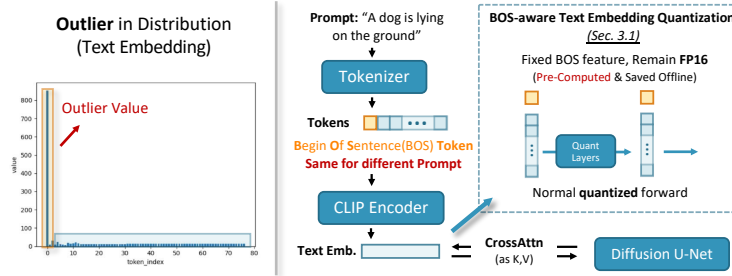 Outlier in Distribution
(Text Embedding)
Outlier Value
value
800
700
600
500
400
300
200
100
0
0 10 20 30 40 50 60 70 80
token_index
Prompt: “A dog is lying
on the ground”
Tokenizer
Tokens
Begin Of Sentence(BOS) Token
Same for different Prompt
CLIP Encoder
Text Emb.
CrossAttn
(as K,V)
Diffusion U-Net
BOS-aware Text Embedding Quantization
(Sec. 3.1)
Fixed BOS feature, Remain FP16
(Pre-Computed & Saved Offline)
Quant
Layers
Normal quantized forward